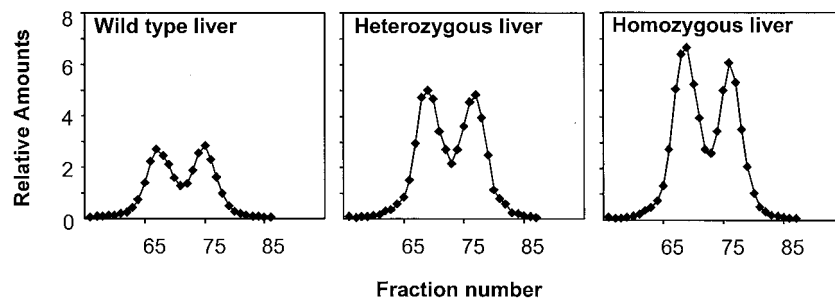 Wild type liver
Heterozygous liver
Homozygous liver
Relative Amounts
8
6
4
2
0
65 75 85
65 75 85
65 75 85
Fraction number